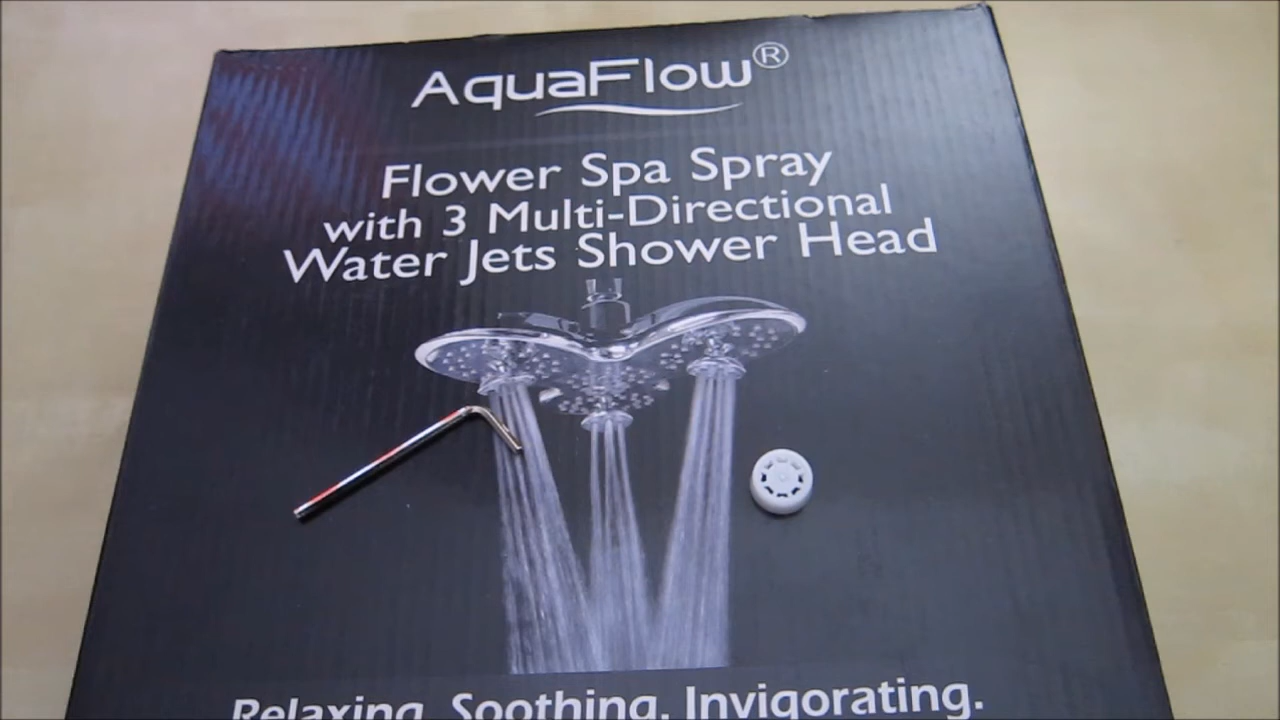 AquaFlow®
Flower Spa Spray
with 3 Multi-Directional
Water Jets Shower Head
Relaxing. Soothing. Invigorating.